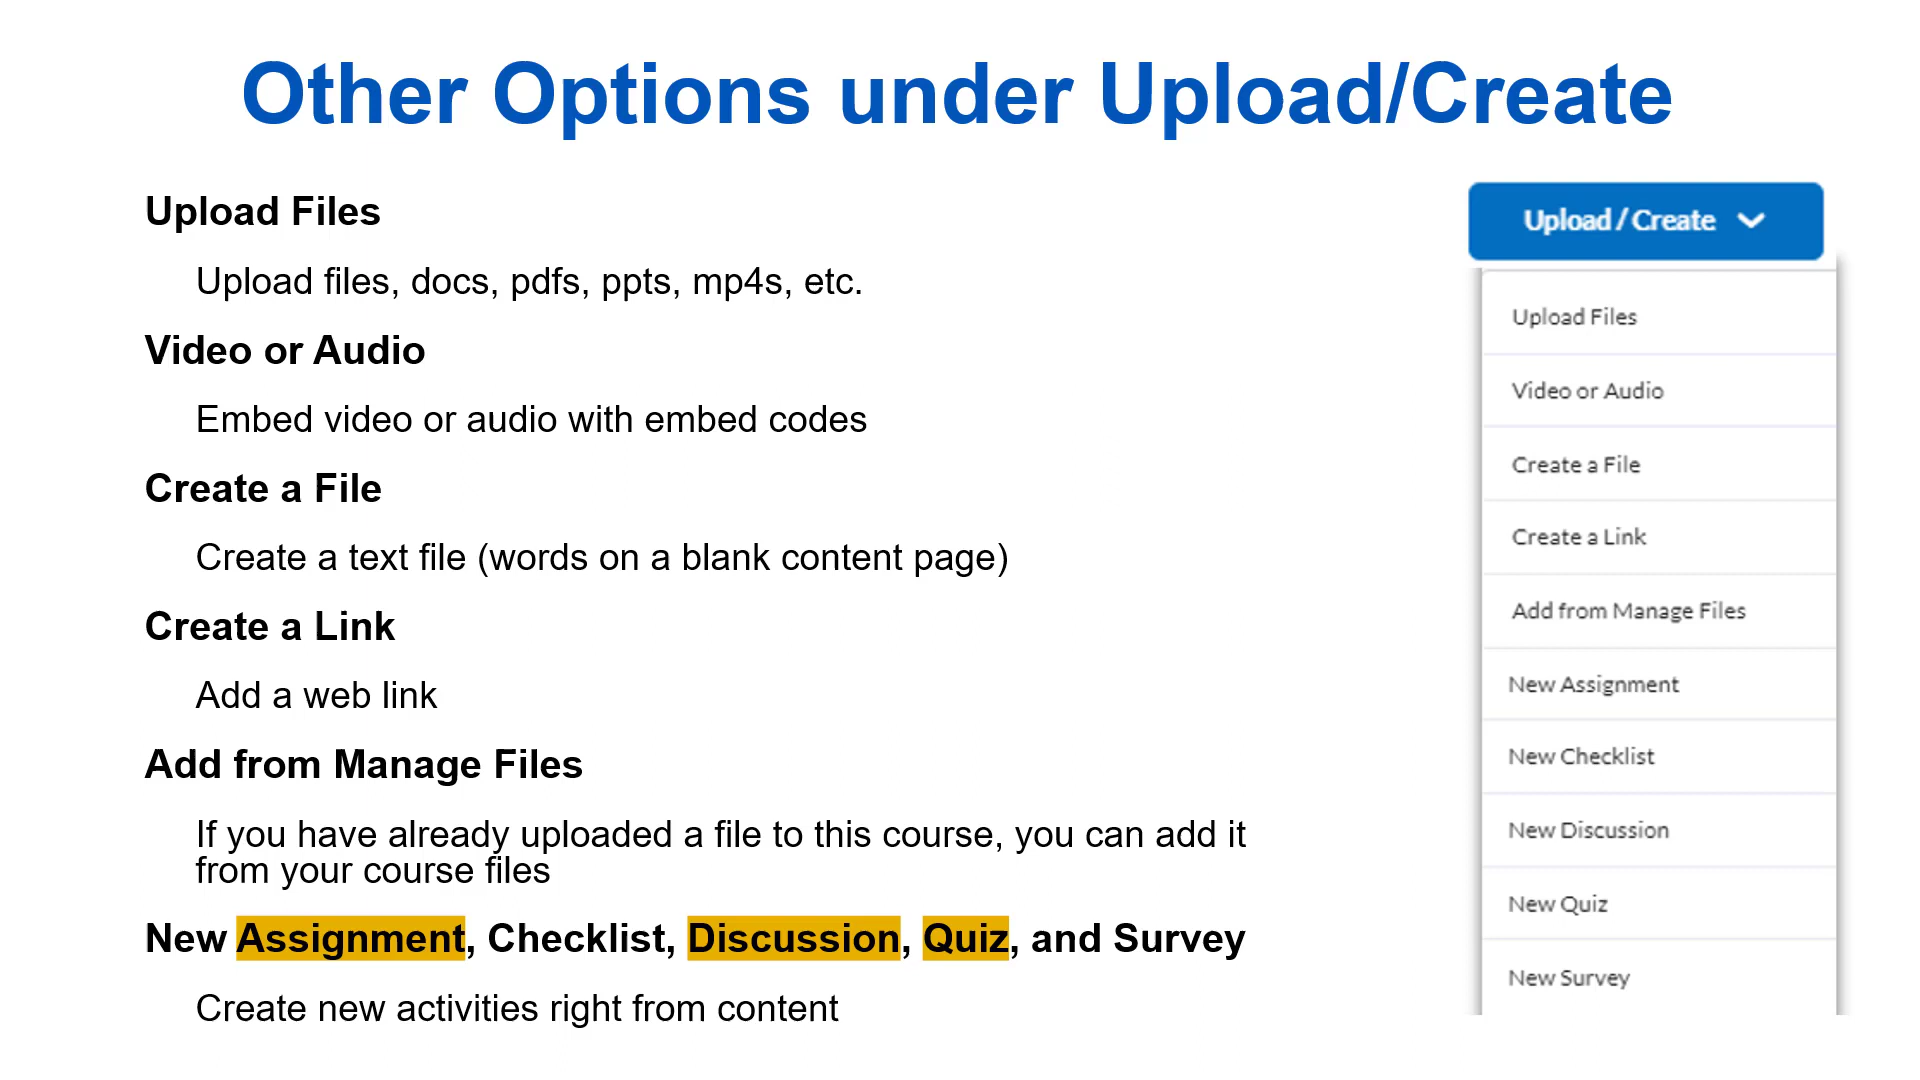 Other Options under Upload/Create
Upload Files
Upload files, docs, pdfs, ppts, mp4s, etc.
Video or Audio
Embed video or audio with embed codes
Create a File
Create a text file (words on a blank content page)
Create a Link
Add a web link
Add from Manage Files
If you have already uploaded a file to this course, you can add it
from your course files
New Assignment, Checklist, Discussion, Quiz, and Survey
Create new activities right from content
Upload / Create
Upload Files
Video or Audio
Create a File
Create a Link
Add from Manage Files
New Assignment
New Checklist
New Discussion
New Quiz
New Survey